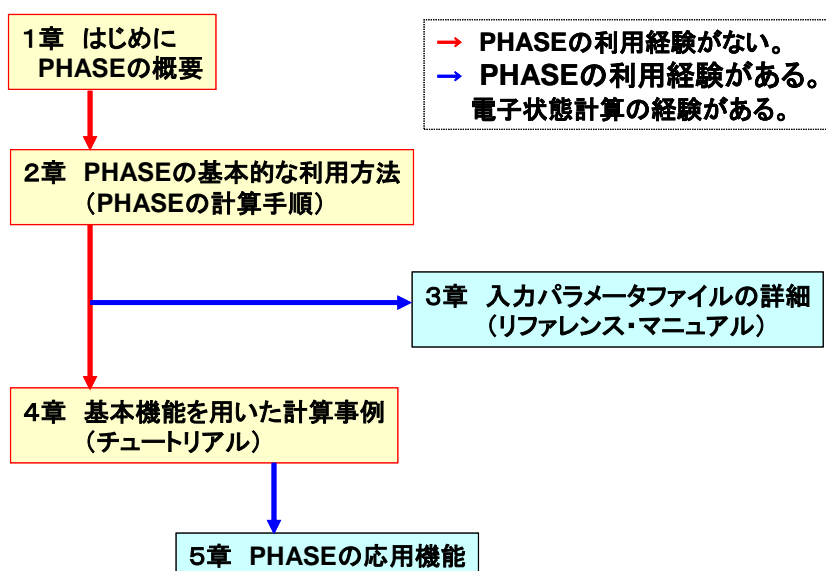 1章 はじめに
PHASEの概要
→ PHASEの利用経験がない。
→ PHASEの利用経験がある。
電子状態計算の経験がある。
2章 PHASEの基本的な利用方法
（PHASEの計算手順）
3章 入力パラメータファイルの詳細
（リファレンス・マニュアル）
4章 基本機能を用いた計算事例
（チュートリアル）
5章 PHASEの応用機能